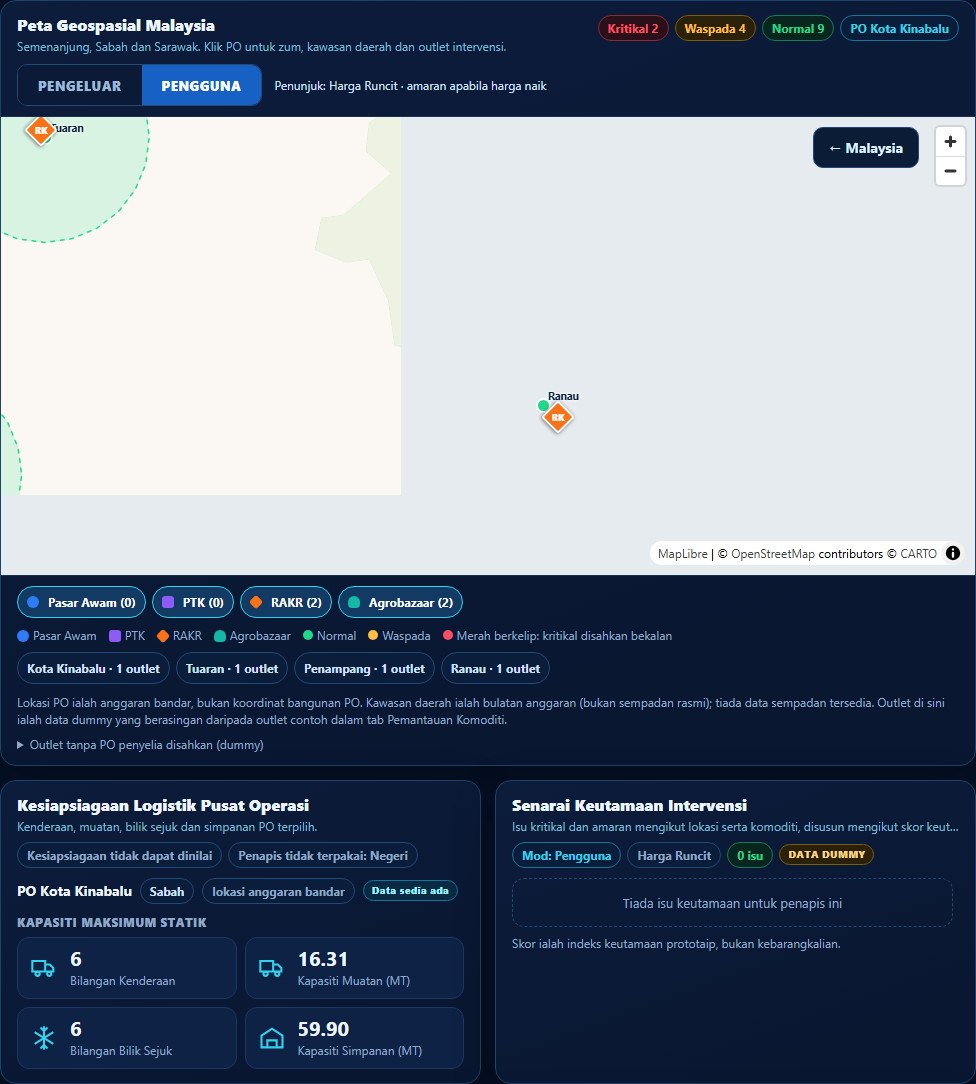 Peta Geospasial Malaysia
Semenanjung, Sabah dan Sarawak. Klik PO untuk zum, kawasan daerah dan outlet intervensi.
Kritikal 2
Waspada 4
Normal 9
PO Kota Kinabalu
PENGELUAR
PENGGUNA
Penunjuk: Harga Runcit · amaran apabila harga naik
RK
Tuaran
← Malaysia
+
−
Ranau
RK
MapLibre | © OpenStreetMap contributors © CARTO
Pasar Awam (0)
PTK (0)
RAKR (2)
Agrobazaar (2)
Pasar Awam
PTK
RAKR
Agrobazaar
Normal
Waspada
Merah berkelip: kritikal disahkan bekalan
Kota Kinabalu · 1 outlet
Tuaran · 1 outlet
Penampang · 1 outlet
Ranau · 1 outlet
Lokasi PO ialah anggaran bandar, bukan koordinat bangunan PO. Kawasan daerah ialah bulatan anggaran (bukan sempadan rasmi); tiada data sempadan tersedia. Outlet di sini
ialah data dummy yang berasingan daripada outlet contoh dalam tab Pemantauan Komoditi.
Outlet tanpa PO penyelia disahkan (dummy)
Kesiapsiagaan Logistik Pusat Operasi
Kenderaan, muatan, bilik sejuk dan simpanan PO terpilih.
Kesiapsiagaan tidak dapat dinilai
Penapis tidak terpakai: Negeri
PO Kota Kinabalu
Sabah
lokasi anggaran bandar
Data sedia ada
KAPASITI MAKSIMUM STATIK
6
Bilangan Kenderaan
16.31
Kapasiti Muatan (MT)
6
Bilangan Bilik Sejuk
59.90
Kapasiti Simpanan (MT)
Senarai Keutamaan Intervensi
Isu kritikal dan amaran mengikut lokasi serta komoditi, disusun mengikut skor keut...
Mod: Pengguna
Harga Runcit
0 isu
DATA DUMMY
Tiada isu keutamaan untuk penapis ini
Skor ialah indeks keutamaan prototaip, bukan kebarangkalian.